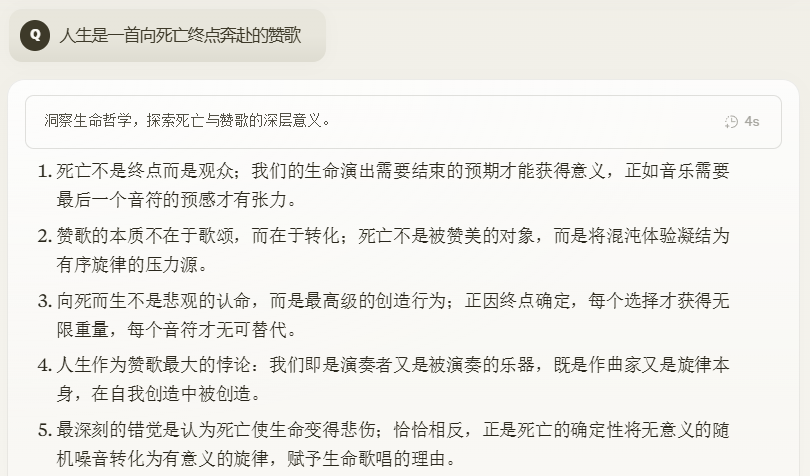 Q 人生是一首向死亡终点奔赴的赞歌
洞察生命哲学，探索死亡与赞歌的深层意义。 4s
1. 死亡不是终点而是观众；我们的生命演出需要结束的预期才能获得意义，正如音乐需要
最后一个音符的预感才有张力。
2. 赞歌的本质不在于歌颂，而在于转化；死亡不是被赞美的对象，而是将混沌体验凝结为
有序旋律的压力源。
3. 向死而生不是悲观的认命，而是最高级的创造行为；正因终点确定，每个选择才获得无
限重量，每个音符才无可替代。
4. 人生作为赞歌最大的悖论：我们即是演奏者又是被演奏的乐器，既是作曲家又是旋律本
身，在自我创造中被创造。
5. 最深刻的错觉是认为死亡使生命变得悲伤；恰恰相反，正是死亡的确定性将无意义的随
机噪音转化为有意义的旋律，赋予生命歌唱的理由。